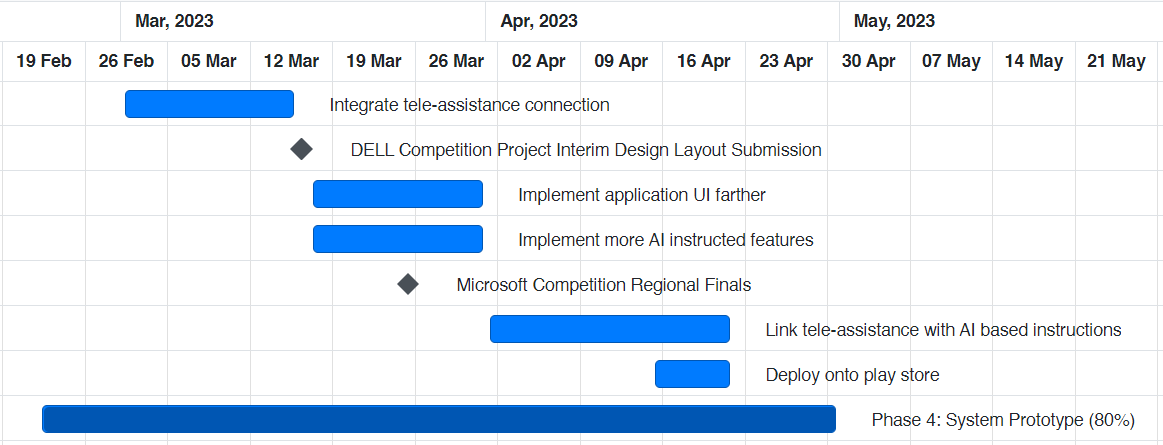 Mar, 2023 Apr, 2023 May, 2023
19 Feb 26 Feb 05 Mar 12 Mar 19 Mar 26 Mar 02 Apr 09 Apr 16 Apr 23 Apr 30 Apr 07 May 14 May 21 May
Integrate tele-assistance connection
DELL Competition Project Interim Design Layout Submission
Implement application UI farther
Implement more AI instructed features
Microsoft Competition Regional Finals
Link tele-assistance with AI based instructions
Deploy onto play store
Phase 4: System Prototype (80%)